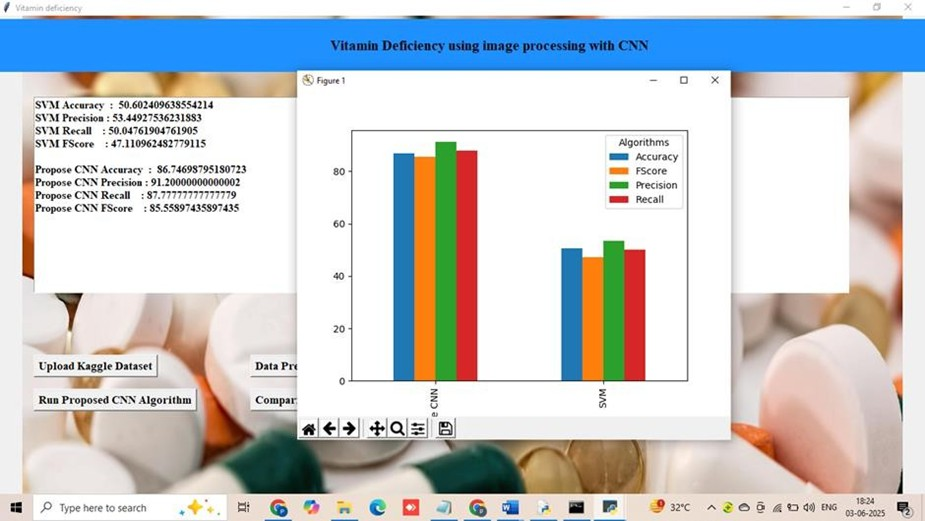 Vitamin deficiency
Vitamin Deficiency using image processing with CNN
SVM Accuracy : 50.602409638554214
SVM Precision : 53.44927536231883
SVM Recall : 50.04761904761905
SVM FScore : 47.110962482779115
Propose CNN Accuracy : 86.74698795180723
Propose CNN Precision : 91.20000000000002
Propose CNN Recall : 87.77777777777779
Propose CNN FScore : 85.55897435897435
Figure 1
Algorithms
Accuracy
FScore
Precision
Recall
80
60
40
20
0
e CNN
SVM
Upload Kaggle Dataset
Data Pro
Run Proposed CNN Algorithm
Compari
Type here to search
32°C
ENG
18:24
03-06-2025
2